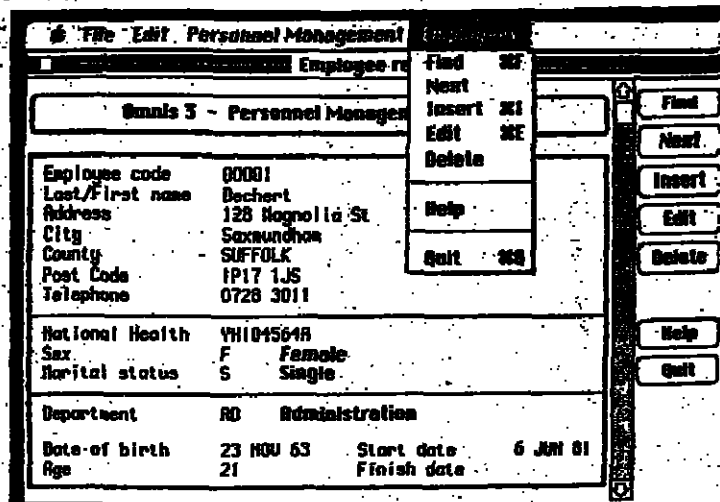 File Edit Personnel Management
Employee re
Find ⌘F
Next
Insert ⌘I
Edit ⌘E
Delete
Help
Quit ⌘Q
Omnis 3 - Personnel Managem
Find
Next
Insert
Edit
Delete
Help
Quit
Employee code 00001
Last/First name Dechert
Address 128 Magnolia St
City Saxmundham
County SUFFOLK
Post Code IP17 1JS
Telephone 0728 3011
National Health YH104564A
Sex F Female
Marital status S Single
Department AD Administration
Date of birth 23 NOV 63 Start date 6 JUN 81
Age 21 Finish date